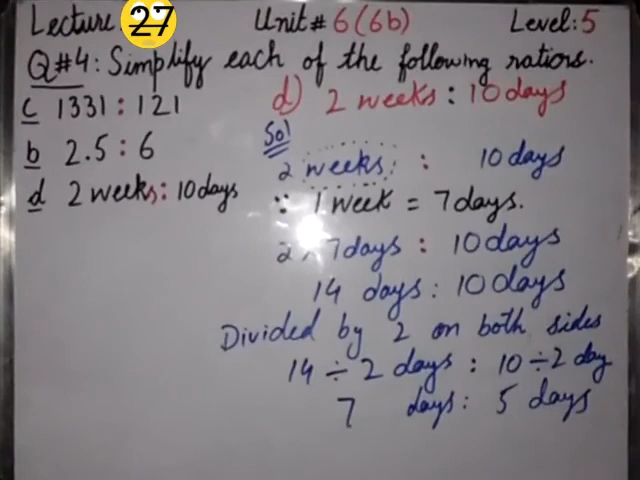 Lecture: 27 Unit# 6(6b) Level: 5
Q#4: Simplify each of the following rations.
c 1331 : 121
b 2.5 : 6
d 2 weeks: 10 days
d) 2 weeks : 10 days
Sol
2 weeks : 10 days
∵ 1 week = 7 days.
2 × 7 days : 10 days
14 days : 10 days
Divided by 2 on both sides
14 ÷ 2 days : 10 ÷ 2 day
7 days : 5 days